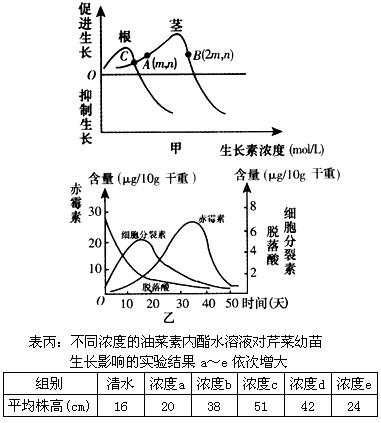 促进生长
抑制生长
O
根
茎
C
A(m,n)
B(2m,n)
甲
生长素浓度(mol/L)
含量(μg/10g 干重)
含量(μg/10g 干重)
赤霉素
30
20
10
O
细胞分裂素
赤霉素
脱落酸
8
6
4
2
细胞分裂素
脱落酸
10 20 30 40 50 时间(天)
乙
表丙：不同浓度的油菜素内酯水溶液对芹菜幼苗
生长影响的实验结果 a～e 依次增大
组别 清水 浓度a 浓度b 浓度c 浓度d 浓度e
平均株高(cm) 16 20 38 51 42 24